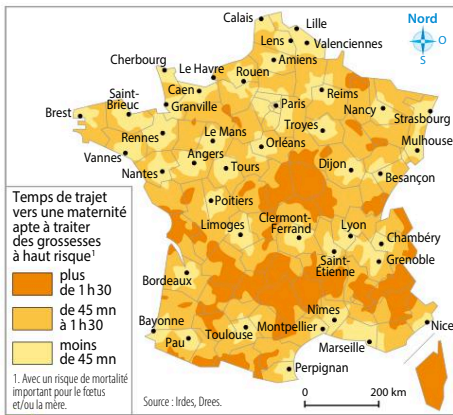 Nord
O
S
Calais
Lille
Lens
Valenciennes
Amiens
Cherbourg
Le Havre
Rouen
Caen
Reims
Saint-
Brieuc
Granville
Paris
Nancy
Strasbourg
Brest
Rennes
Le Mans
Troyes
Mulhouse
Vannes
Angers
Orléans
Nantes
Tours
Dijon
Besançon
Poitiers
Limoges
Clermont-
Ferrand
Lyon
Chambéry
Saint-
Étienne
Grenoble
Bordeaux
Bayonne
Nîmes
Nice
Toulouse
Montpellier
Pau
Marseille
Perpignan
Temps de trajet
vers une maternité
apte à traiter
des grossesses
à haut risque¹
plus
de 1 h 30
de 45 mn
à 1 h 30
moins
de 45 mn
1. Avec un risque de mortalité
important pour le fœtus
et/ou la mère.
Source : Irdes, Drees.
0
200 km